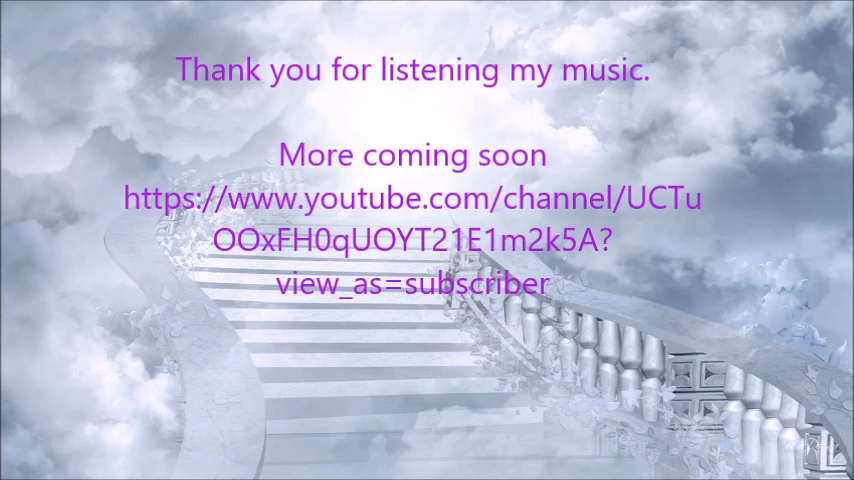 Thank you for listening my music.
More coming soon
https://www.youtube.com/channel/UCTu
OOxFH0qUOYT21E1m2k5A?
view_as=subscriber